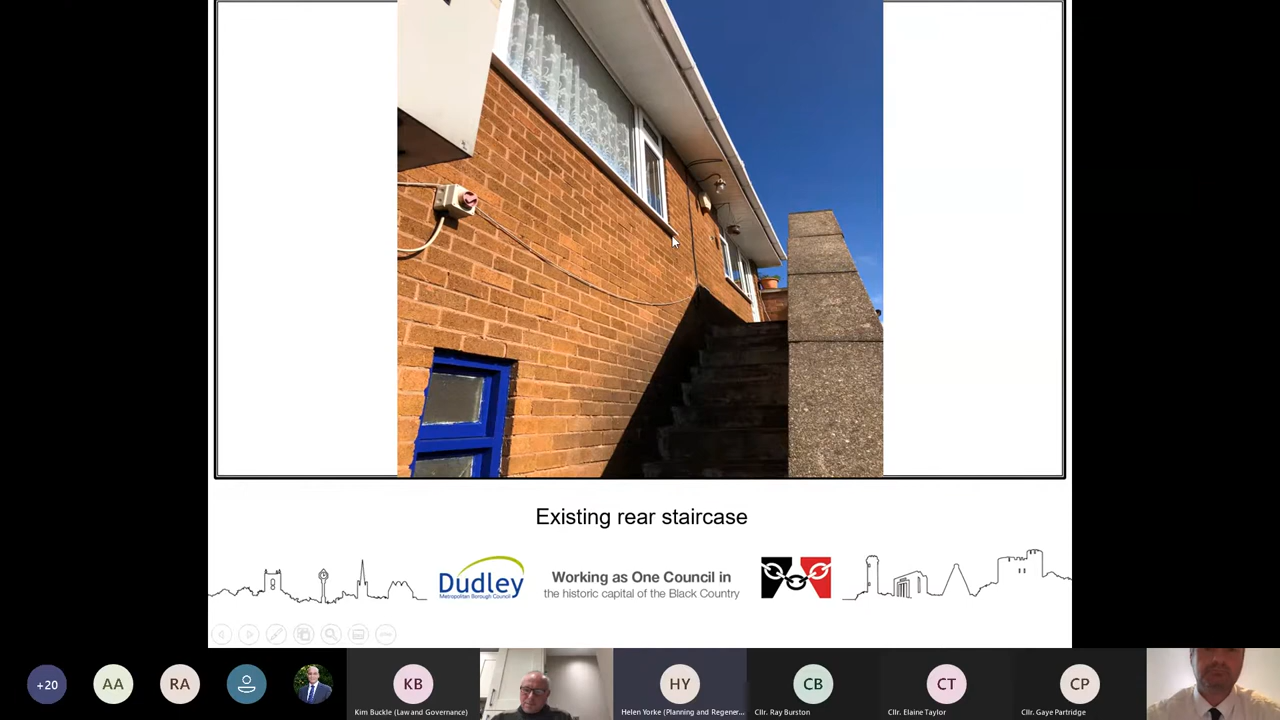 Existing rear staircase
Dudley
Metropolitan Borough Council
Working as One Council in
the historic capital of the Black Country
+20
AA
RA
KB
Kim Buckle (Law and Governance)
HY
Helen Yorke (Planning and Regener...
CB
Cllr. Ray Burston
CT
Cllr. Elaine Taylor
CP
Cllr. Gaye Partridge